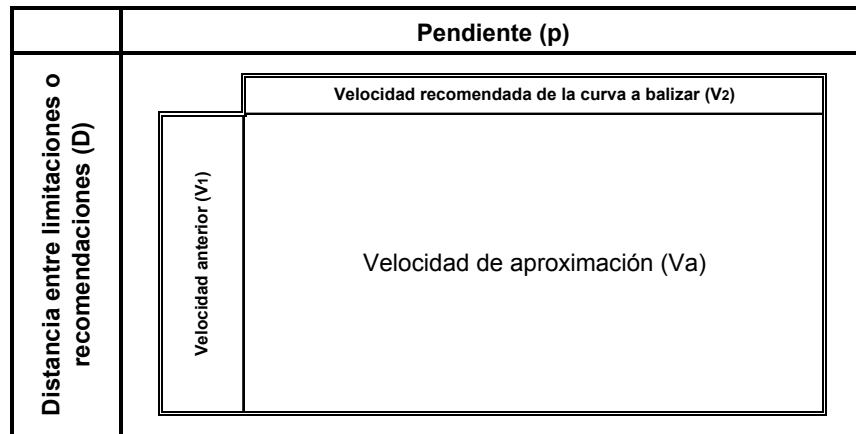 Pendiente (p)
Distancia entre limitaciones o
recomendaciones (D)
Velocidad recomendada de la curva a balizar (V2)
Velocidad anterior (V1)
Velocidad de aproximación (Va)